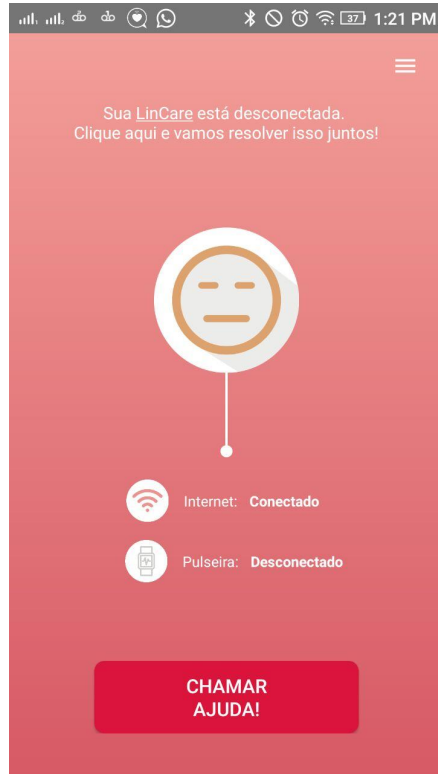 37 1:21 PM
Sua LinCare está desconectada.
Clique aqui e vamos resolver isso juntos!
Internet: Conectado
Pulseira: Desconectado
CHAMAR
AJUDA!